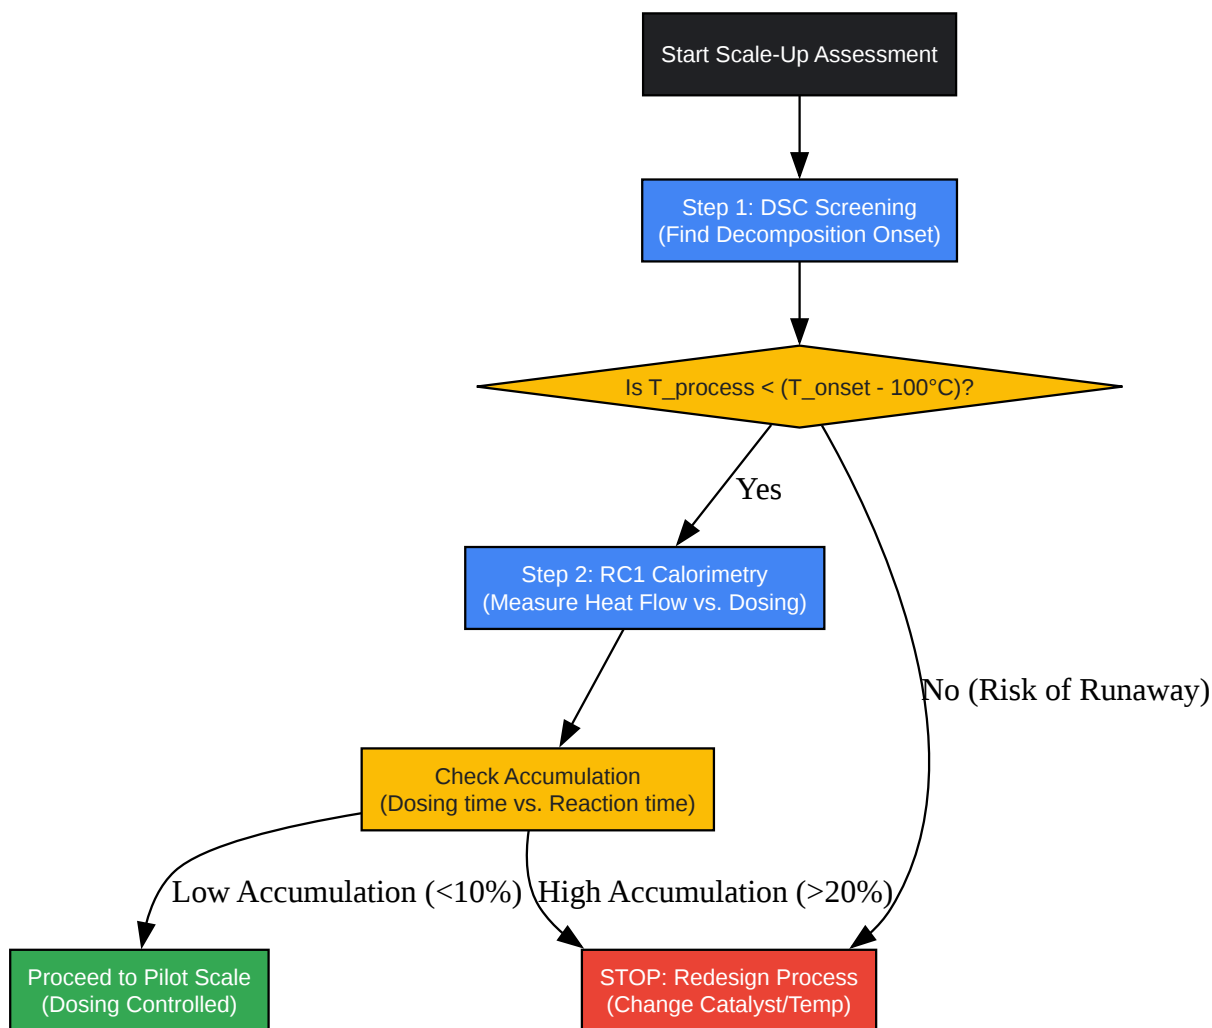 Start Scale-Up Assessment
Step 1: DSC Screening
(Find Decomposition Onset)
Is T_process < (T_onset - 100°C)?
Yes
Step 2: RC1 Calorimetry
(Measure Heat Flow vs. Dosing)
No (Risk of Runaway)
Check Accumulation
(Dosing time vs. Reaction time)
Low Accumulation (<10%)
High Accumulation (>20%)
Proceed to Pilot Scale
(Dosing Controlled)
STOP: Redesign Process
(Change Catalyst/Temp)